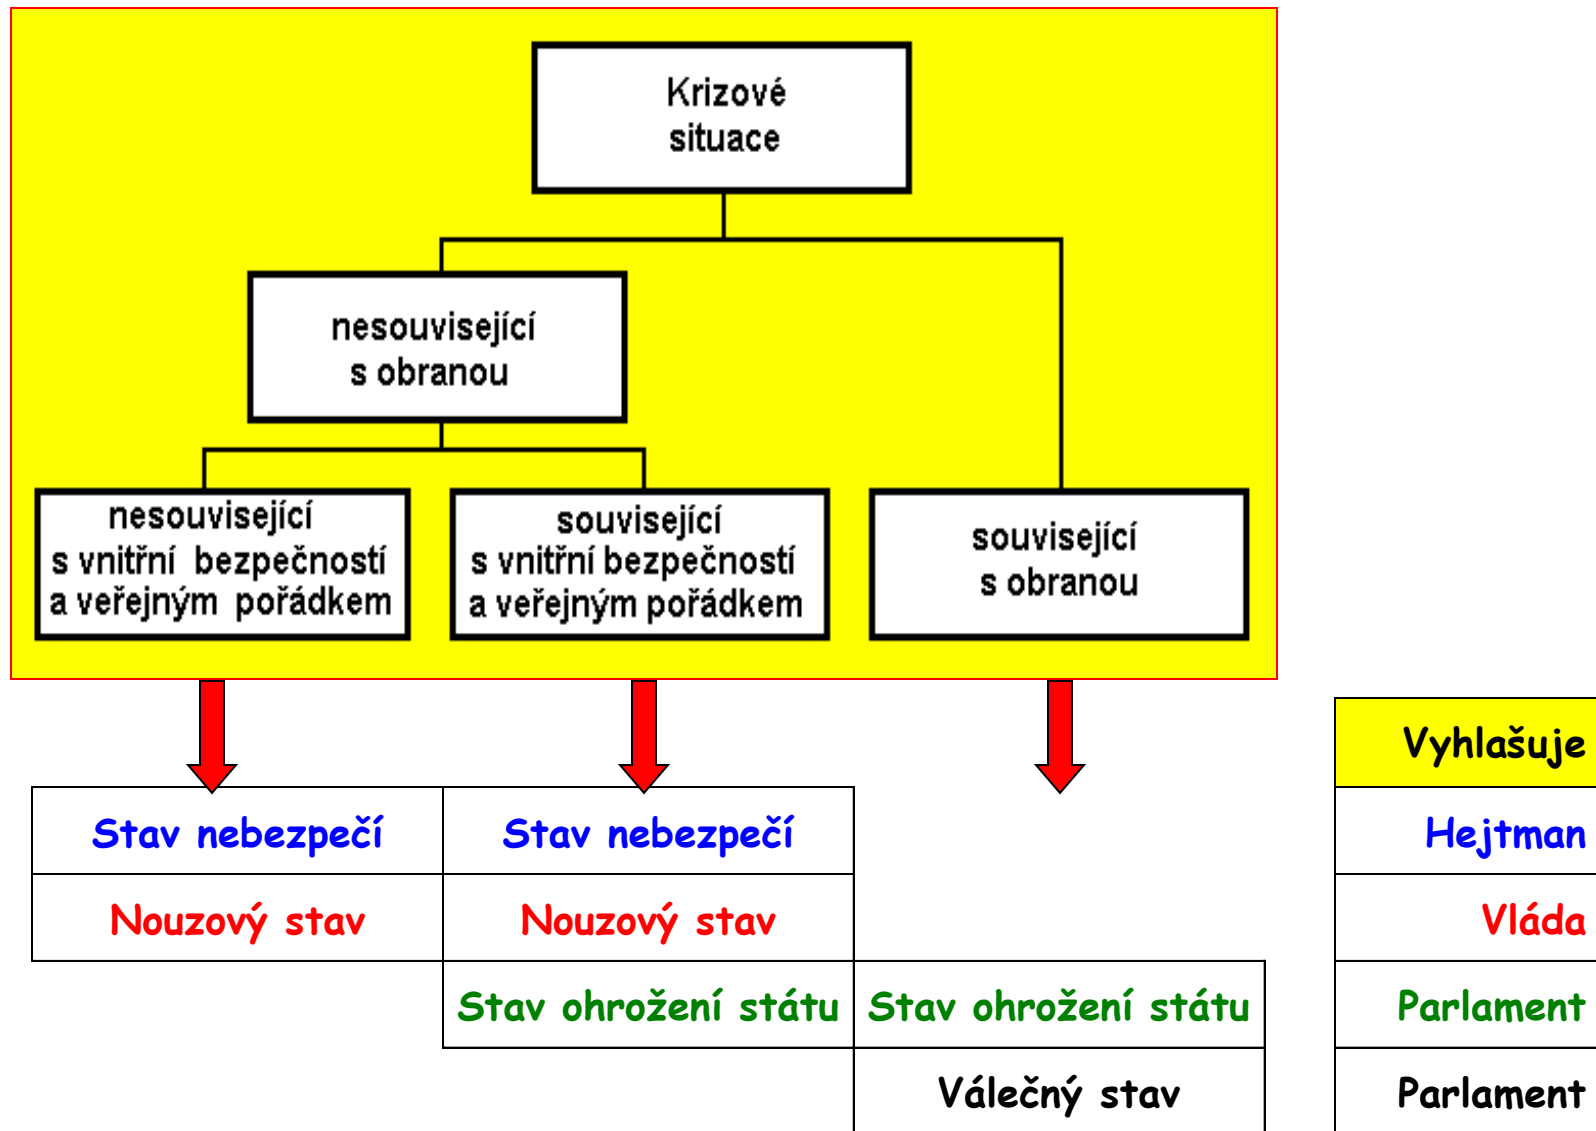 Krizové
situace
nesouvisející
s obranou
nesouvisející
s vnitřní bezpečností
a veřejným pořádkem
související
s vnitřní bezpečností
a veřejným pořádkem
související
s obranou
Vyhlašuje
Stav nebezpečí
Stav nebezpečí
Hejtman
Nouzový stav
Nouzový stav
Vláda
Stav ohrožení státu
Stav ohrožení státu
Parlament
Válečný stav
Parlament